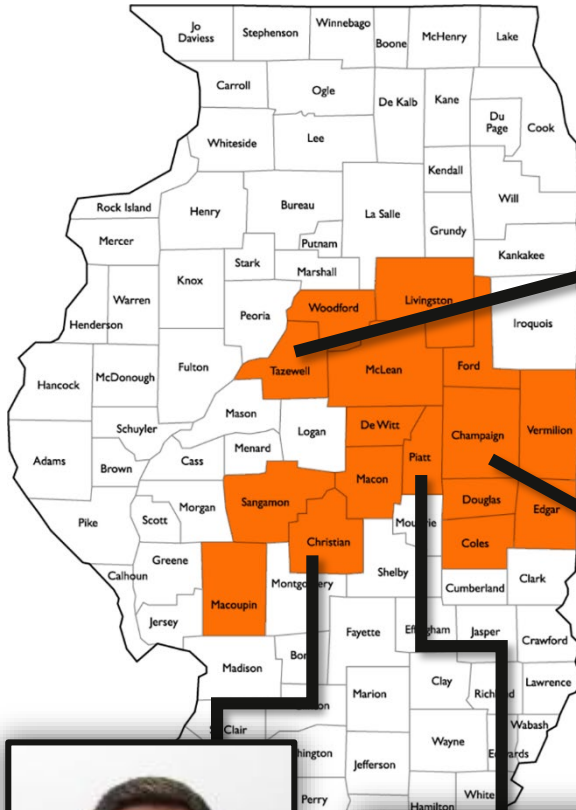 Jo
Daviess
Stephenson
Winnebago
Boone
McHenry
Lake
Carroll
Ogle
De Kalb
Kane
Du
Page
Cook
Whiteside
Lee
Kendall
Will
Rock Island
Henry
Bureau
La Salle
Grundy
Mercer
Putnam
Kankakee
Stark
Marshall
Knox
Warren
Peoria
Woodford
Livingston
Henderson
Iroquois
Hancock
McDonough
Fulton
Tazewell
McLean
Ford
Mason
Schuyler
Logan
De Witt
Champaign
Vermilion
Adams
Brown
Cass
Menard
Piatt
Macon
Sangamon
Douglas
Edgar
Pike
Scott
Morgan
Christian
Coles
Greene
Calhoun
Macoupin
Shelby
Cumberland
Clark
Jersey
Fayette
Jasper
Crawford
Madison
Marion
Clay
Lawrence
Clair
Wabash
Wayne
Jefferson
Perry
Hamilton
White